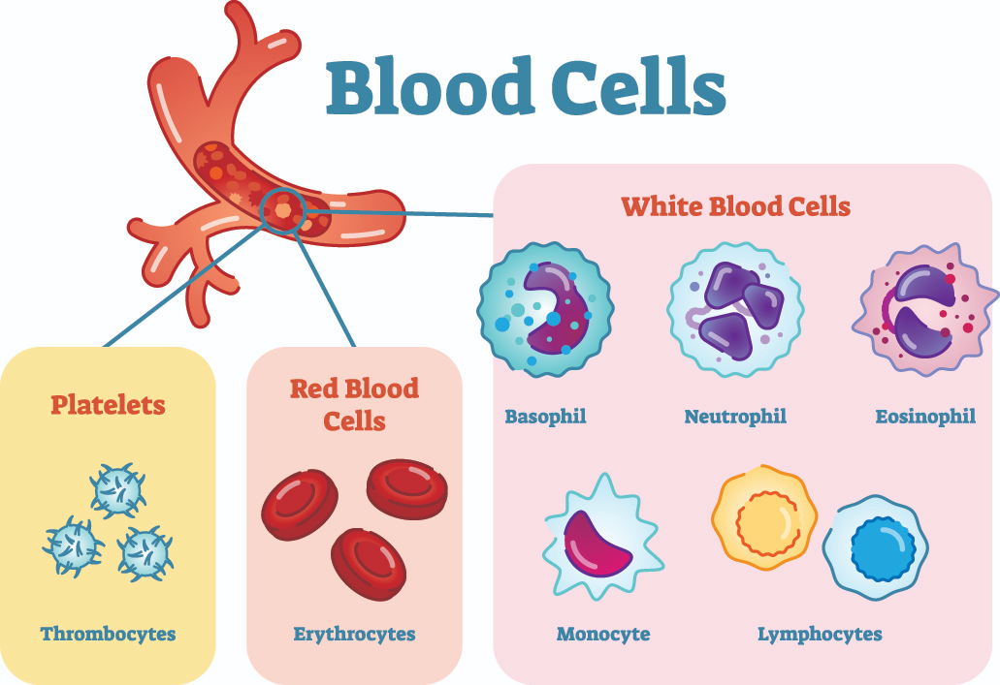 Blood Cells
White Blood Cells
Basophil
Neutrophil
Eosinophil
Monocyte
Lymphocytes
Platelets
Thrombocytes
Red Blood
Cells
Erythrocytes